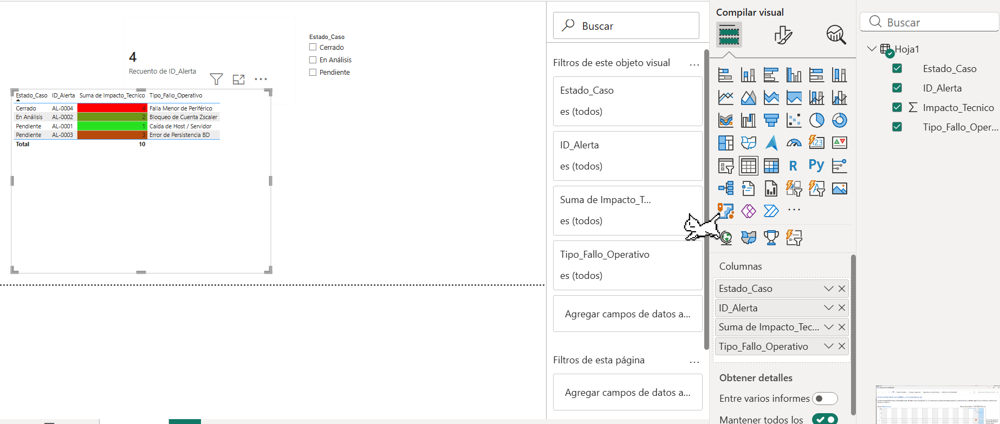 4
Recuento de ID_Alerta
Estado_Caso
Cerrado
En Análisis
Pendiente
Estado_Caso ID_Alerta Suma de Impacto_Tecnico Tipo_Fallo_Operativo
Cerrado AL-0004 4 Falla Menor de Periférico
En Análisis AL-0002 2 Bloqueo de Cuenta Zscaler
Pendiente AL-0001 1 Caída de Host / Servidor
Pendiente AL-0003 3 Error de Persistencia BD
Total 10
Buscar
Filtros de este objeto visual ...
Estado_Caso
es (todos)
ID_Alerta
es (todos)
Suma de Impacto_T...
es (todos)
Tipo_Fallo_Operativo
es (todos)
Agregar campos de datos a...
Filtros de esta página ...
Agregar campos de datos a...
Compilar visual
123
R Py
Columnas
Estado_Caso
ID_Alerta
Suma de Impacto_Tec...
Tipo_Fallo_Operativo
Obtener detalles
Entre varios informes
Mantener todos los
Buscar
Hoja1
Estado_Caso
ID_Alerta
Impacto_Tecnico
Tipo_Fallo_Oper...